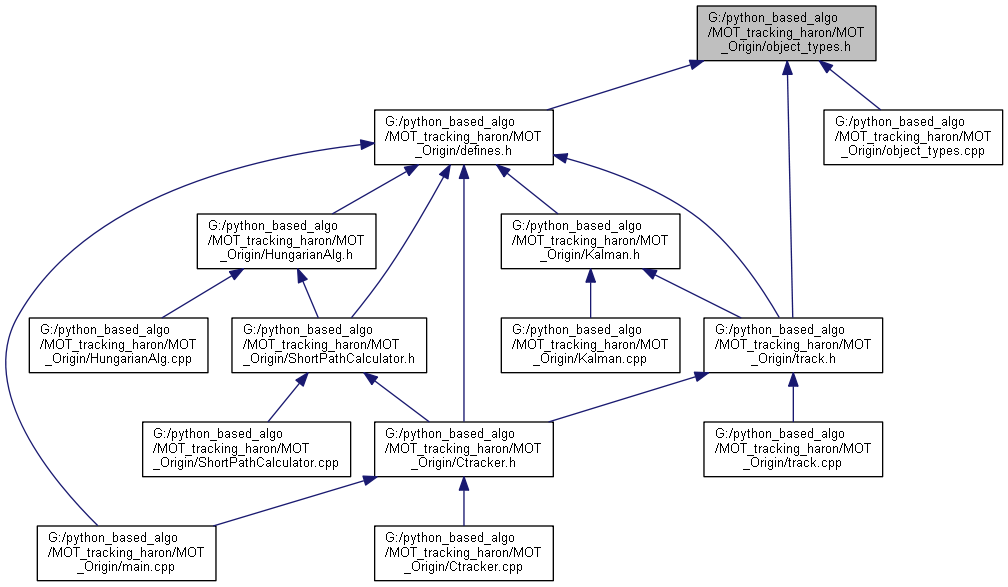 G:/python_based_algo
/MOT_tracking_haron/MOT
_Origin/object_types.h
G:/python_based_algo
/MOT_tracking_haron/MOT
_Origin/defines.h
G:/python_based_algo
/MOT_tracking_haron/MOT
_Origin/object_types.cpp
G:/python_based_algo
/MOT_tracking_haron/MOT
_Origin/HungarianAlg.h
G:/python_based_algo
/MOT_tracking_haron/MOT
_Origin/Kalman.h
G:/python_based_algo
/MOT_tracking_haron/MOT
_Origin/HungarianAlg.cpp
G:/python_based_algo
/MOT_tracking_haron/MOT
_Origin/ShortPathCalculator.h
G:/python_based_algo
/MOT_tracking_haron/MOT
_Origin/Kalman.cpp
G:/python_based_algo
/MOT_tracking_haron/MOT
_Origin/track.h
G:/python_based_algo
/MOT_tracking_haron/MOT
_Origin/ShortPathCalculator.cpp
G:/python_based_algo
/MOT_tracking_haron/MOT
_Origin/Ctracker.h
G:/python_based_algo
/MOT_tracking_haron/MOT
_Origin/track.cpp
G:/python_based_algo
/MOT_tracking_haron/MOT
_Origin/main.cpp
G:/python_based_algo
/MOT_tracking_haron/MOT
_Origin/Ctracker.cpp